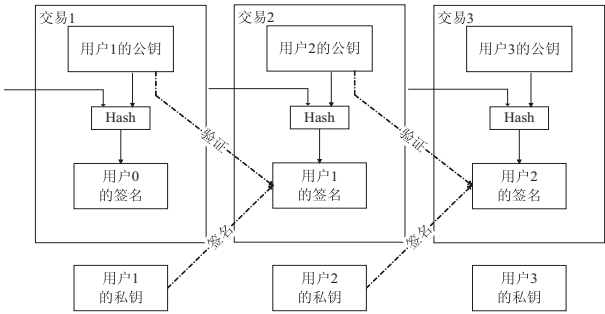 交易1
交易2
交易3
用户1的公钥
用户2的公钥
用户3的公钥
Hash
Hash
Hash
验证
验证
用户0
的签名
用户1
的签名
用户2
的签名
签名
签名
用户1
的私钥
用户2
的私钥
用户3
的私钥